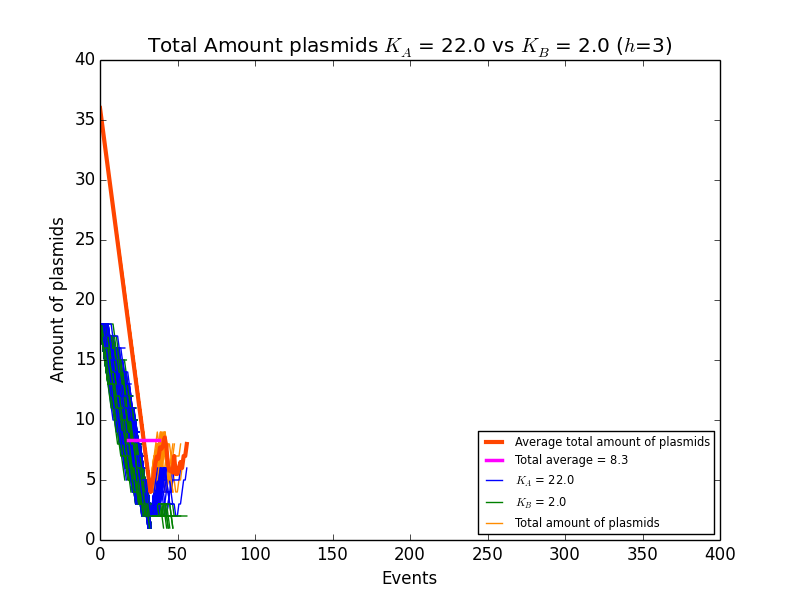 Total Amount plasmids K_A = 22.0 vs K_B = 2.0 (h=3)
40
35
30
25
20
15
10
5
0
Amount of plasmids
Average total amount of plasmids
Total average = 8.3
K_A = 22.0
K_B = 2.0
Total amount of plasmids
0 50 100 150 200 250 300 350 400
Events